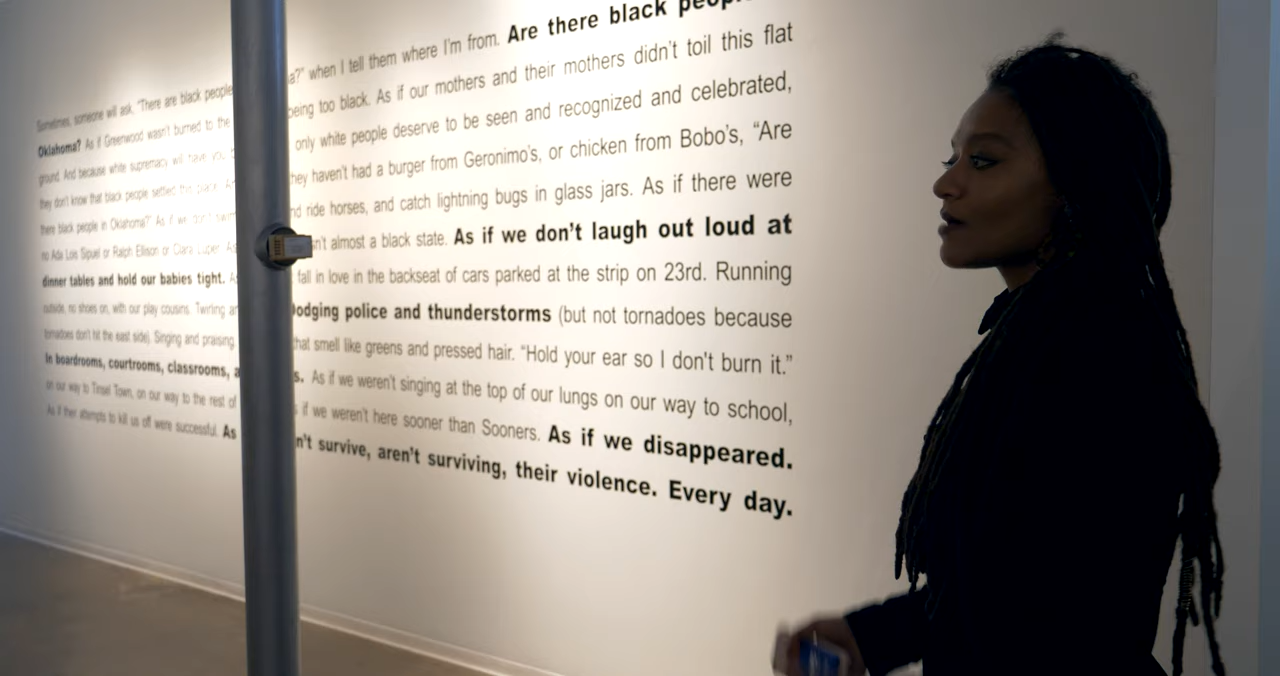 Sometimes, someone will ask, "There are black people a?" when I tell them where I'm from. Are there black
Oklahoma? As if Greenwood wasn't burned to the being too black. As if our mothers and their mothers didn't toil this flat
ground. And because white supremacy will have you only white people deserve to be seen and recognized and celebrated,
they don't know that black people settled this place. they haven't had a burger from Geronimo's, or chicken from Bobo's, "Are
there black people in Oklahoma?" As if we don't swim nd ride horses, and catch lightning bugs in glass jars. As if there were
no Ada Lois Sipuel or Ralph Ellison or Clara Luper. As n't almost a black state. As if we don't laugh out loud at
dinner tables and hold our babies tight. fall in love in the backseat of cars parked at the strip on 23rd. Running
outside, no shoes on, with our play cousins. Twirling an dodging police and thunderstorms (but not tornadoes because
tornadoes don't hit the east side). Singing and praising. that smell like greens and pressed hair. "Hold your ear so I don't burn it."
In boardrooms, courtrooms, classrooms, a s. As if we weren't singing at the top of our lungs on our way to school,
on our way to Tinsel Town, on our way to the rest of if we weren't here sooner than Sooners. As if we disappeared.
As if their attempts to kill us off were successful. As n't survive, aren't surviving, their violence. Every day.